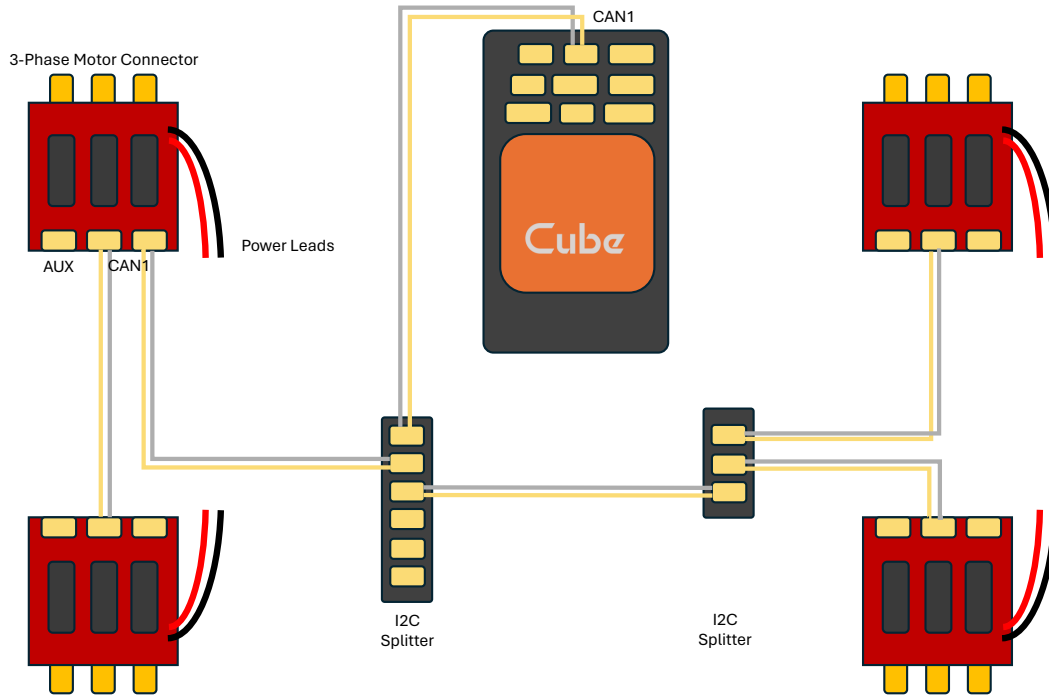 CAN1
3-Phase Motor Connector
Cube
Power Leads
AUX
CAN1
I2C
Splitter
I2C
Splitter